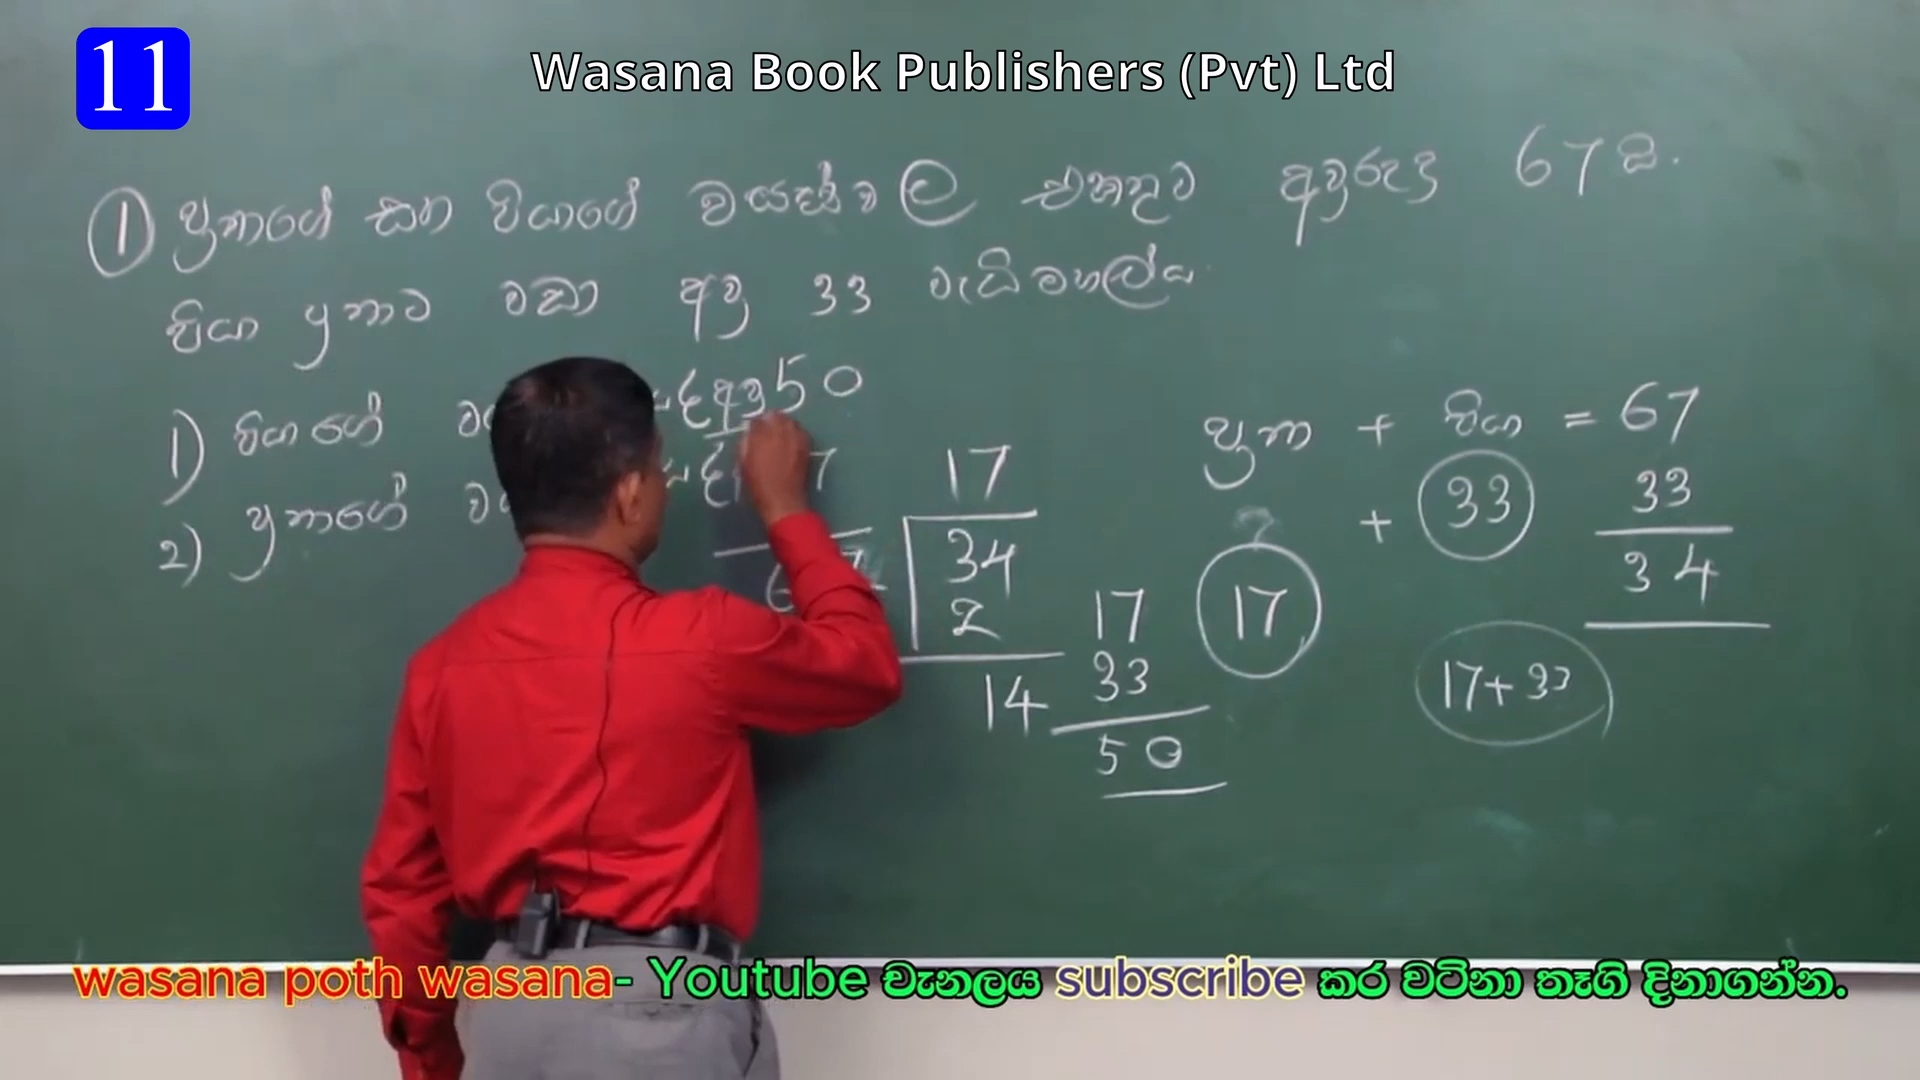 11
Wasana Book Publishers (Pvt) Ltd
① පුතාගේ සහ පියාගේ වයස්වල එකතුව අවුරුදු 67 යි.
පියා පුතාට වඩා අවු 33 වැඩිමහල්ය
1) පියාගේ අවු 50
2) පුතාගේ
17
34
2
14
17
33
50
පුතා + පියා = 67
+ 33 33
?
17
34
17+33
wasana poth wasana- Youtube චැනලය subscribe කර වටිනා තෑගි දිනාගන්න.